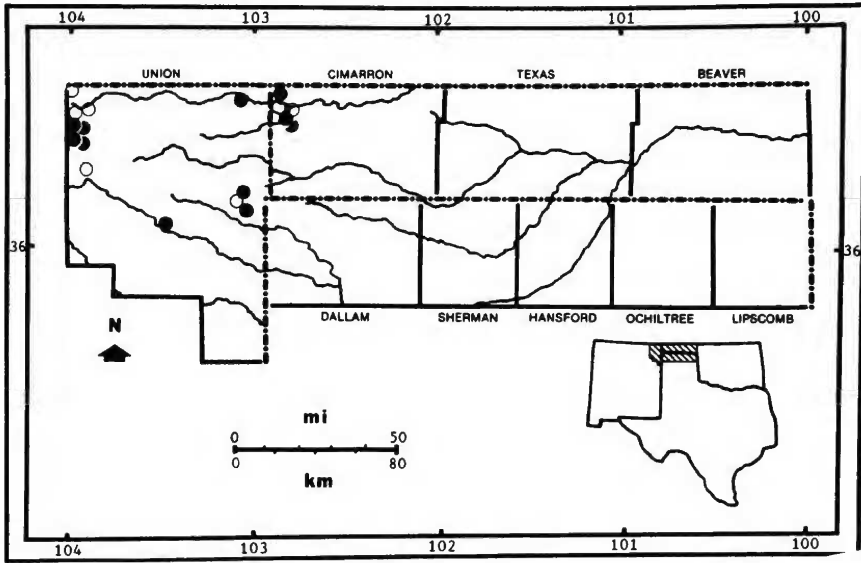 104 103 102 101 100
UNION CIMARRON TEXAS BEAVER
36 36
DALLAM SHERMAN HANSFORD OCHILTREE LIPSCOMB
N
mi
0 50
0 80
km
104 103 102 101 100